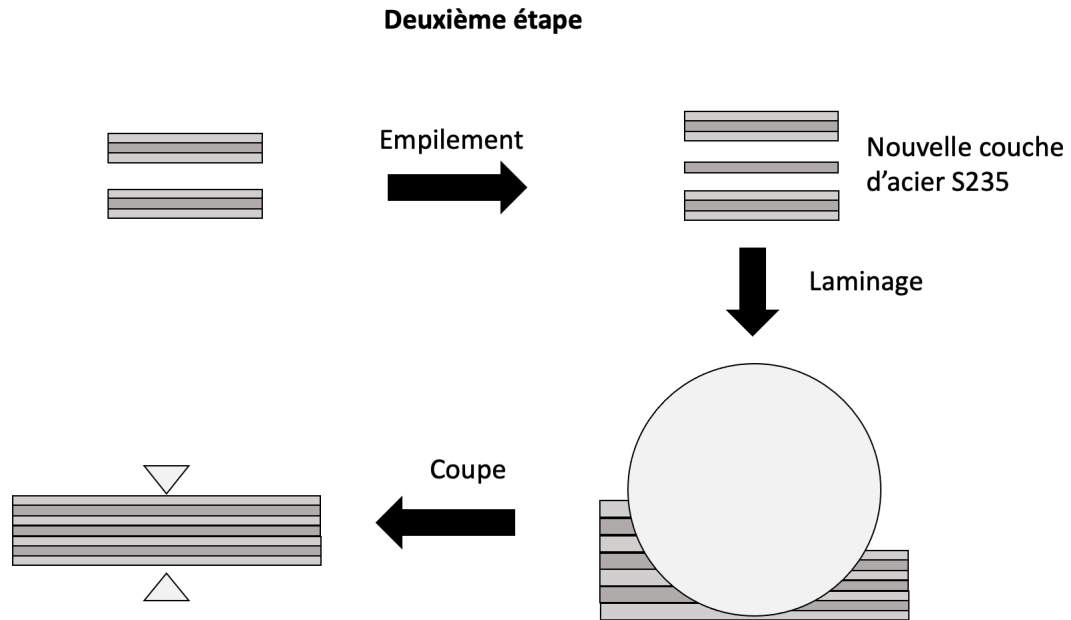 Deuxième étape
Empilement
Nouvelle couche
d’acier S235
Laminage
Coupe